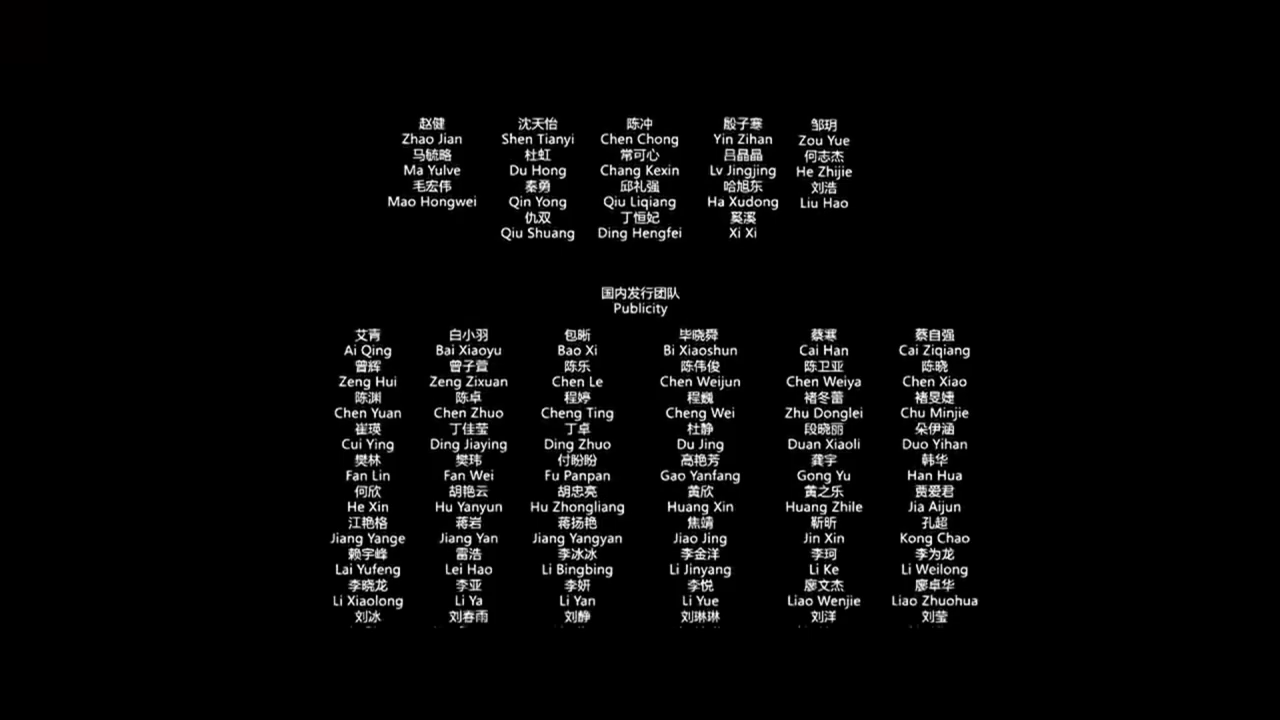 赵健 沈天怡 陈冲 殷子寒 邹玥
Zhao Jian Shen Tianyi Chen Chong Yin Zihan Zou Yue
马毓略 杜虹 常可心 吕晶晶 何志杰
Ma Yulve Du Hong Chang Kexin Lv Jingjing He Zhijie
毛宏伟 秦勇 邱礼强 哈旭东 刘浩
Mao Hongwei Qin Yong Qiu Liqiang Ha Xudong Liu Hao
仇双 丁恒妃 奚溪
Qiu Shuang Ding Hengfei Xi Xi
国内发行团队
Publicity
艾青 白小羽 包晰 毕晓舜 蔡寒 蔡自强
Ai Qing Bai Xiaoyu Bao Xi Bi Xiaoshun Cai Han Cai Ziqiang
曾辉 曾子萱 陈乐 陈伟俊 陈卫亚 陈晓
Zeng Hui Zeng Zixuan Chen Le Chen Weijun Chen Weiya Chen Xiao
陈渊 陈卓 程婷 程巍 褚冬蕾 褚旻婕
Chen Yuan Chen Zhuo Cheng Ting Cheng Wei Zhu Donglei Chu Minjie
崔瑛 丁佳莹 丁卓 杜静 段晓丽 朵伊涵
Cui Ying Ding Jiaying Ding Zhuo Du Jing Duan Xiaoli Duo Yihan
樊林 樊玮 付盼盼 高艳芳 龚宇 韩华
Fan Lin Fan Wei Fu Panpan Gao Yanfang Gong Yu Han Hua
何欣 胡艳云 胡忠亮 黄欣 黄之乐 贾爱君
He Xin Hu Yanyun Hu Zhongliang Huang Xin Huang Zhile Jia Aijun
江艳格 蒋岩 蒋扬艳 焦靖 靳昕 孔超
Jiang Yange Jiang Yan Jiang Yangyan Jiao Jing Jin Xin Kong Chao
赖宇峰 雷浩 李冰冰 李金洋 李珂 李为龙
Lai Yufeng Lei Hao Li Bingbing Li Jinyang Li Ke Li Weilong
李晓龙 李亚 李妍 李悦 廖文杰 廖卓华
Li Xiaolong Li Ya Li Yan Li Yue Liao Wenjie Liao Zhuohua
刘冰 刘春雨 刘静 刘琳琳 刘洋 刘莹